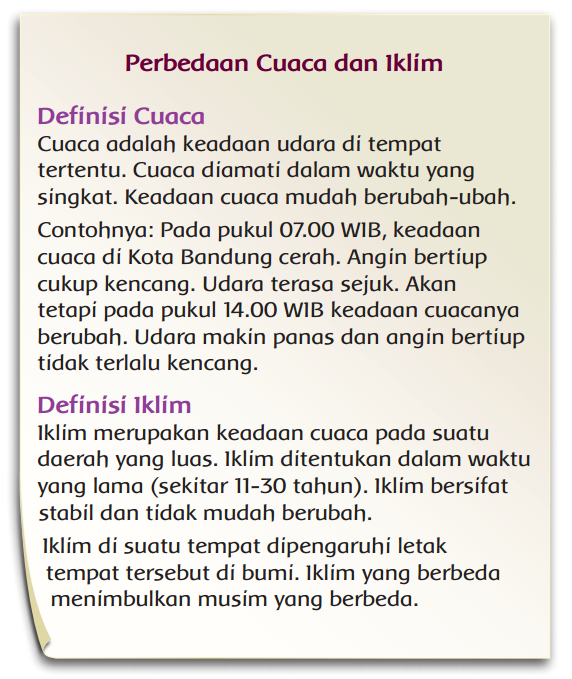 Perbedaan Cuaca dan Iklim
Definisi Cuaca
Cuaca adalah keadaan udara di tempat
tertentu. Cuaca diamati dalam waktu yang
singkat. Keadaan cuaca mudah berubah-ubah.
Contohnya: Pada pukul 07.00 WIB, keadaan
cuaca di Kota Bandung cerah. Angin bertiup
cukup kencang. Udara terasa sejuk. Akan
tetapi pada pukul 14.00 WIB keadaan cuacanya
berubah. Udara makin panas dan angin bertiup
tidak terlalu kencang.
Definisi Iklim
Iklim merupakan keadaan cuaca pada suatu
daerah yang luas. Iklim ditentukan dalam waktu
yang lama (sekitar 11-30 tahun). Iklim bersifat
stabil dan tidak mudah berubah.
Iklim di suatu tempat dipengaruhi letak
tempat tersebut di bumi. Iklim yang berbeda
menimbulkan musim yang berbeda.